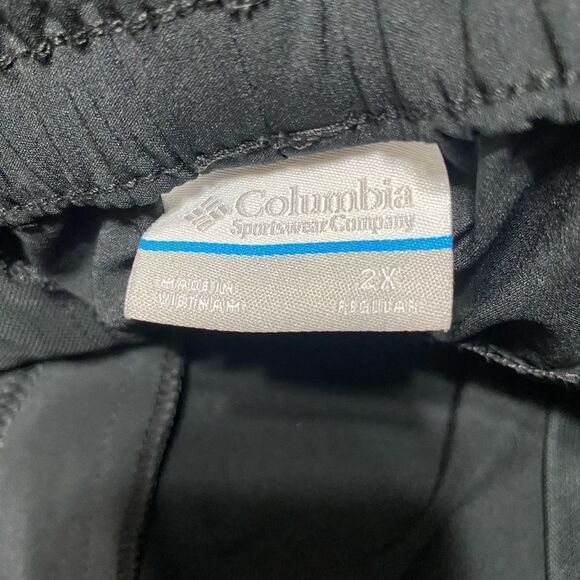 Columbia
Sportswear Company
MADE IN
VIETNAM
2X
REGULAR